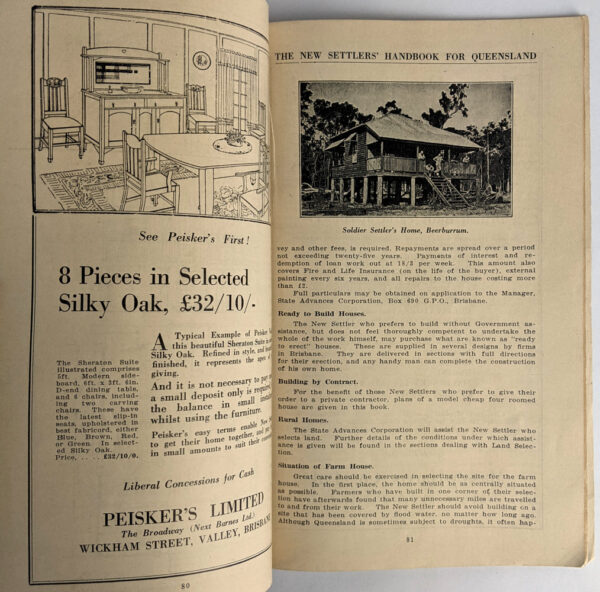 See Peisker's First!
8 Pieces in Selected
Silky Oak, £32/10/-
The Sheraton Suite
illustrated comprises
5ft. Modern side-
board, 6ft. x 3ft. 6in.
D-end dining table,
and 6 chairs, includ-
ing two carving
chairs. These have
the latest slip-in
seats, upholstered in
best fabricord, either
Blue, Brown, Red,
or Green. In select-
ed Silky Oak.
Price, . . . . £32/10/0.
A Typical Example of Peisker
this beautiful Sheraton Suite in
Silky Oak. Refined in style, and
finished, it represents the apex of
giving.
And it is not necessary to pay
a small deposit only is required
the balance in small
whilst using the furniture.
Peisker's easy terms enable New
to get their home together, and
in small amounts to suit their
Liberal Concessions for Cash
PEISKER'S LIMITED
The Broadway (Next Barnes Ltd.)
WICKHAM STREET, VALLEY, BRISBANE
80
THE NEW SETTLERS' HANDBOOK FOR QUEENSLAND
Soldier Settler's Home, Beerburrum.
vey and other fees, is required. Repayments are spread over a period
not exceeding twenty-five years. Payments of interest and re-
demption of loan work out at 18/3 per week. This amount also
covers Fire and Life Insurance (on the life of the buyer), external
painting every six years, and all repairs to the house costing more
than £2.
Full particulars may be obtained on application to the Manager,
State Advances Corporation, Box 690 G.P.O., Brisbane.
Ready to Build Houses.
The New Settler who prefers to build without Government as-
sistance, but does not feel thoroughly competent to undertake the
whole of the work himself, may purchase what are known as "ready
to erect" houses. These are supplied in several designs by firms
in Brisbane. They are delivered in sections with full directions
for their erection, and any handy man can complete the construction
of his own home.
Building by Contract.
For the benefit of those New Settlers who prefer to give their
order to a private contractor, plans of a model cheap four roomed
house are given in this book.
Rural Homes.
The State Advances Corporation will assist the New Settler who
selects land. Further details of the conditions under which assist-
ance is given will be found in the sections dealing with Land Selec-
tion.
Situation of Farm House.
Great care should be exercised in selecting the site for the farm
house. In the first place, the home should be as centrally situated
as possible. Farmers who have built in one corner of their selec-
tion have afterwards found that many unnecessary miles are travelled
to and from their work. The New Settler should avoid building on a
site that has been covered by flood water, no matter how long ago.
Although Queensland is sometimes subject to droughts, it often hap-
81